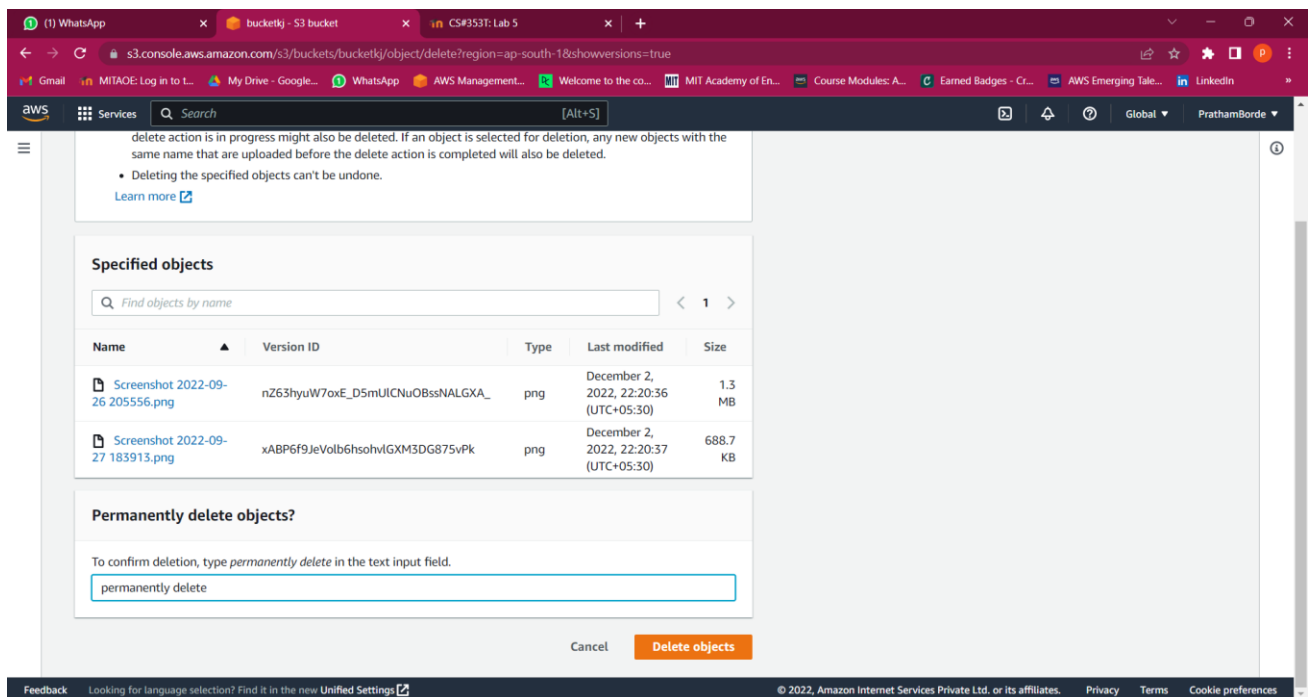 (1) WhatsApp
bucketkj - S3 bucket
CS#353T: Lab 5
s3.console.aws.amazon.com/s3/buckets/bucketkj/object/delete?region=ap-south-1&showversions=true
P
Gmail
MITAOE: Log in to t...
My Drive - Google...
WhatsApp
AWS Management...
Welcome to the co...
MIT Academy of En...
Course Modules: A...
Earned Badges - Cr...
AWS Emerging Tale...
LinkedIn
»
aws
Services
Search
[Alt+S]
Global
PrathamBorde
delete action is in progress might also be deleted. If an object is selected for deletion, any new objects with the
same name that are uploaded before the delete action is completed will also be deleted.
• Deleting the specified objects can't be undone.
Learn more
Specified objects
Find objects by name
< 1 >
Name Version ID Type Last modified Size
Screenshot 2022-09-
26 205556.png
nZ63hyuW7oxE_D5mUlCNuOBssNALGXA_
png
December 2,
2022, 22:20:36
(UTC+05:30)
1.3
MB
Screenshot 2022-09-
27 183913.png
xABP6f9JeVolb6hsohvlGXM3DG875vPk
png
December 2,
2022, 22:20:37
(UTC+05:30)
688.7
KB
Permanently delete objects?
To confirm deletion, type permanently delete in the text input field.
permanently delete
Cancel
Delete objects
Feedback
Looking for language selection? Find it in the new Unified Settings
© 2022, Amazon Internet Services Private Ltd. or its affiliates.
Privacy
Terms
Cookie preferences